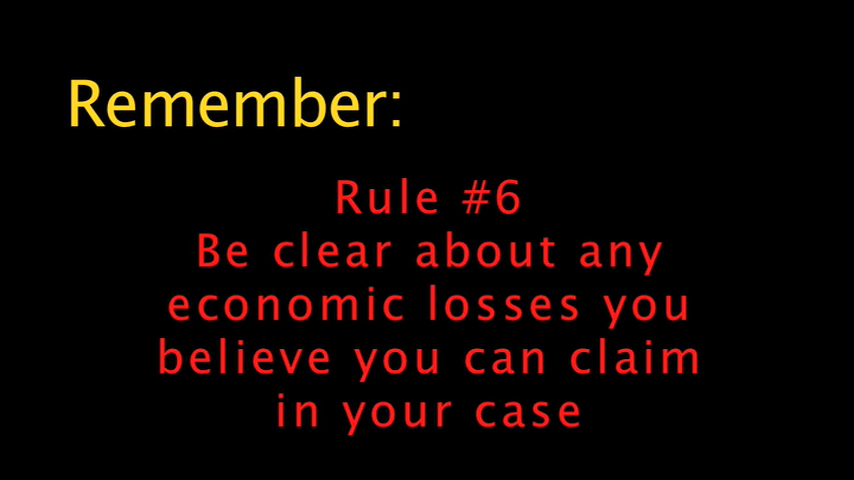 Remember:
Rule #6
Be clear about any
economic losses you
believe you can claim
in your case